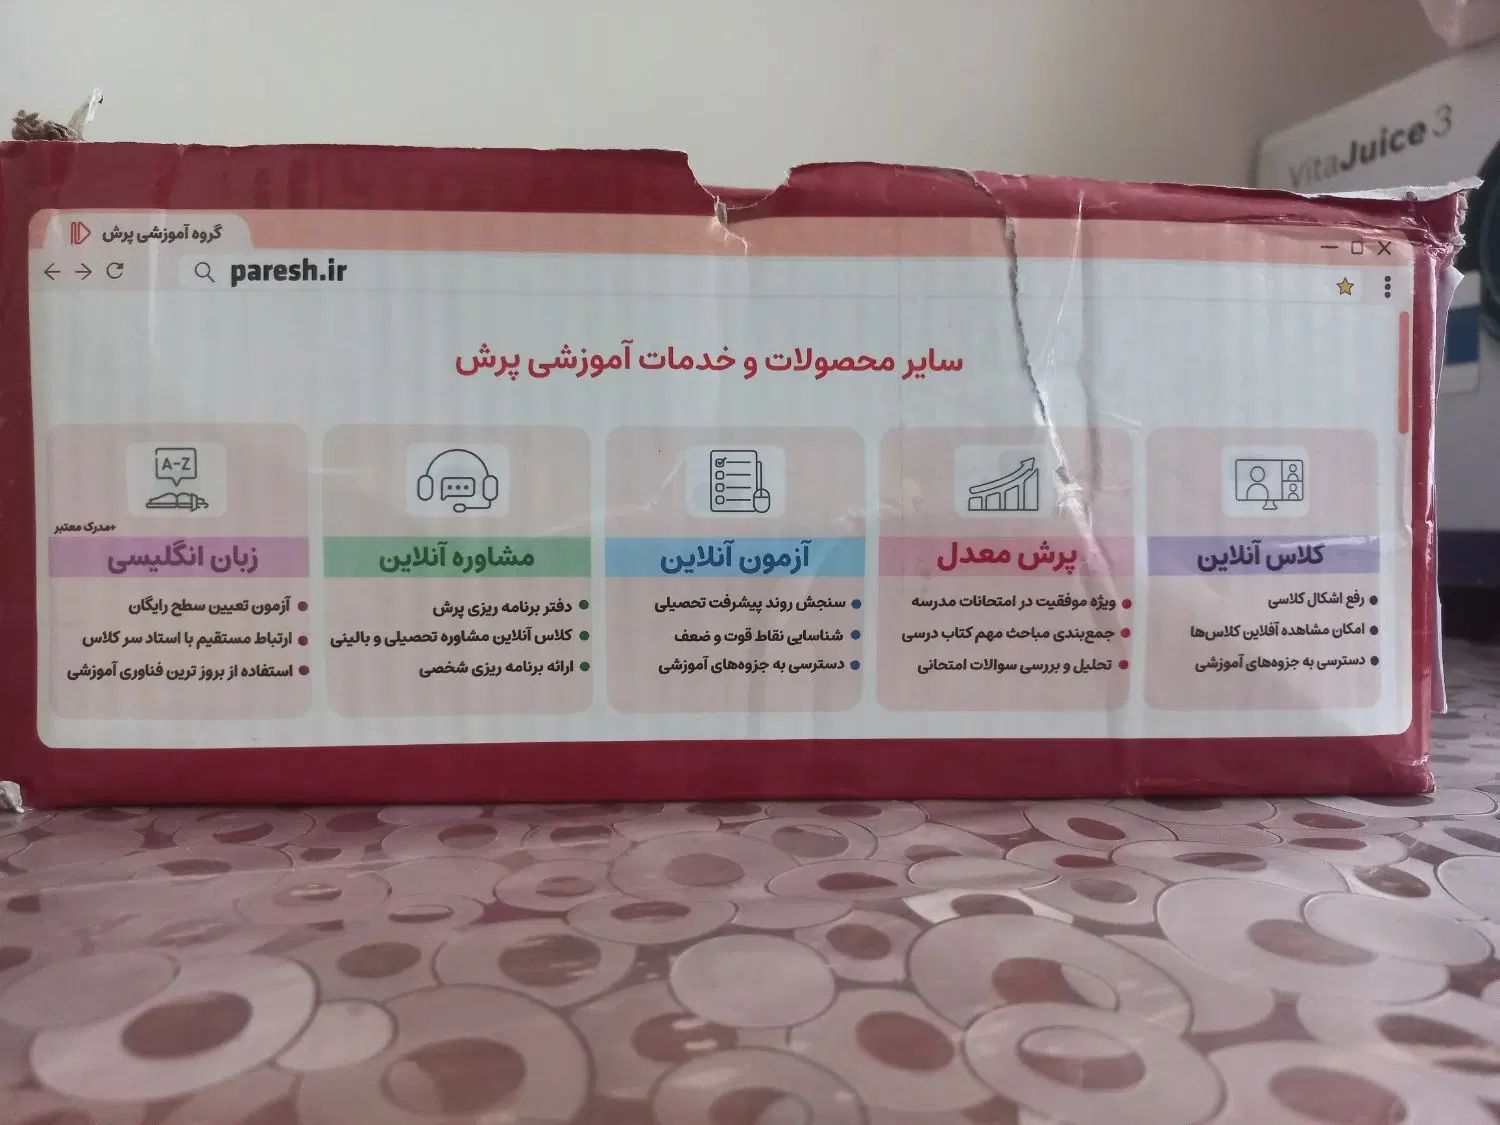 گروه آموزشی پرش
paresh.ir
سایر محصولات و خدمات آموزشی پرش
کلاس آنلاین
رفع اشکال کلاسی
امکان مشاهده آفلاین کلاس‌ها
دسترسی به جزوه‌های آموزشی
پرش معدل
ویژه موفقیت در امتحانات مدرسه
جمع‌بندی مباحث مهم کتاب درسی
تحلیل و بررسی سوالات امتحانی
آزمون آنلاین
سنجش روند پیشرفت تحصیلی
شناسایی نقاط قوت و ضعف
دسترسی به جزوه‌های آموزشی
مشاوره آنلاین
دفتر برنامه ریزی پرش
کلاس آنلاین مشاوره تحصیلی و بالینی
ارائه برنامه ریزی شخصی
A-Z
+مدرک معتبر
زبان انگلیسی
آزمون تعیین سطح رایگان
ارتباط مستقیم با استاد سر کلاس
استفاده از بروز ترین فناوری آموزشی
VitaJuice 3